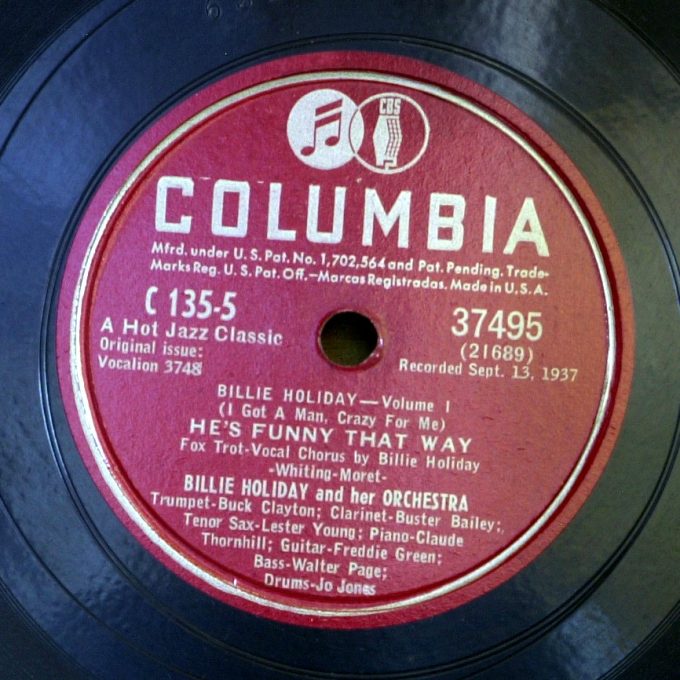 CBS
COLUMBIA
Mfrd. under U.S. Pat. No. 1,702,564 and Pat. Pending. Trade-
Marks Reg. U.S. Pat. Off.—Marcas Registradas. Made in U.S.A.
C 135-5
A Hot Jazz Classic
Original issue:
Vocalion 3748
37495
(21689)
Recorded Sept. 13, 1937
BILLIE HOLIDAY—Volume 1
(I Got A Man, Crazy For Me)
HE'S FUNNY THAT WAY
Fox Trot-Vocal Chorus by Billie Holiday
-Whiting-Moret-
BILLIE HOLIDAY and her ORCHESTRA
Trumpet-Buck Clayton; Clarinet-Buster Bailey;
Tenor Sax-Lester Young; Piano-Claude
Thornhill; Guitar-Freddie Green;
Bass-Walter Page;
Drums-Jo Jones